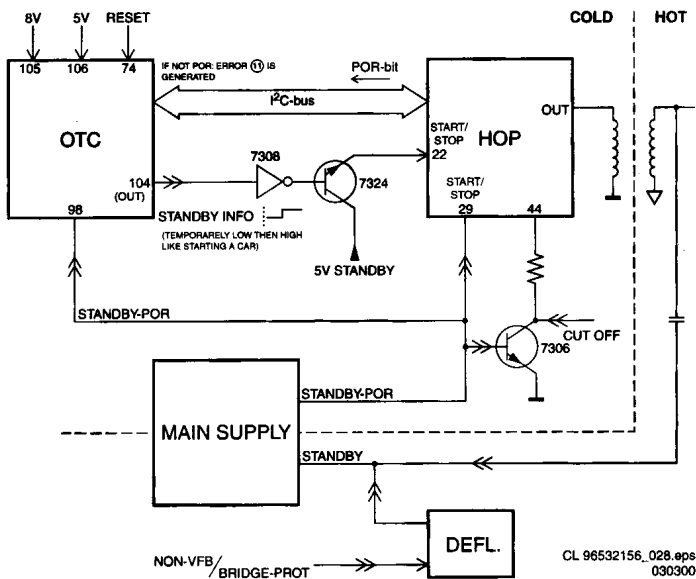 8V
5V
RESET
COLD
HOT
105
106
74
IF NOT POR: ERROR ⑪ IS
GENERATED
POR-bit
I²C-bus
OTC
HOP
OUT
START/
STOP
22
START/
STOP
29
44
104
(OUT)
98
7308
7324
STANDBY INFO
(TEMPORARELY LOW THEN HIGH
LIKE STARTING A CAR)
5V STANDBY
STANDBY-POR
CUT OFF
7306
STANDBY-POR
MAIN SUPPLY
STANDBY
DEFL.
NON-VFB/
BRIDGE-PROT
CL 96532156_028.eps
030300